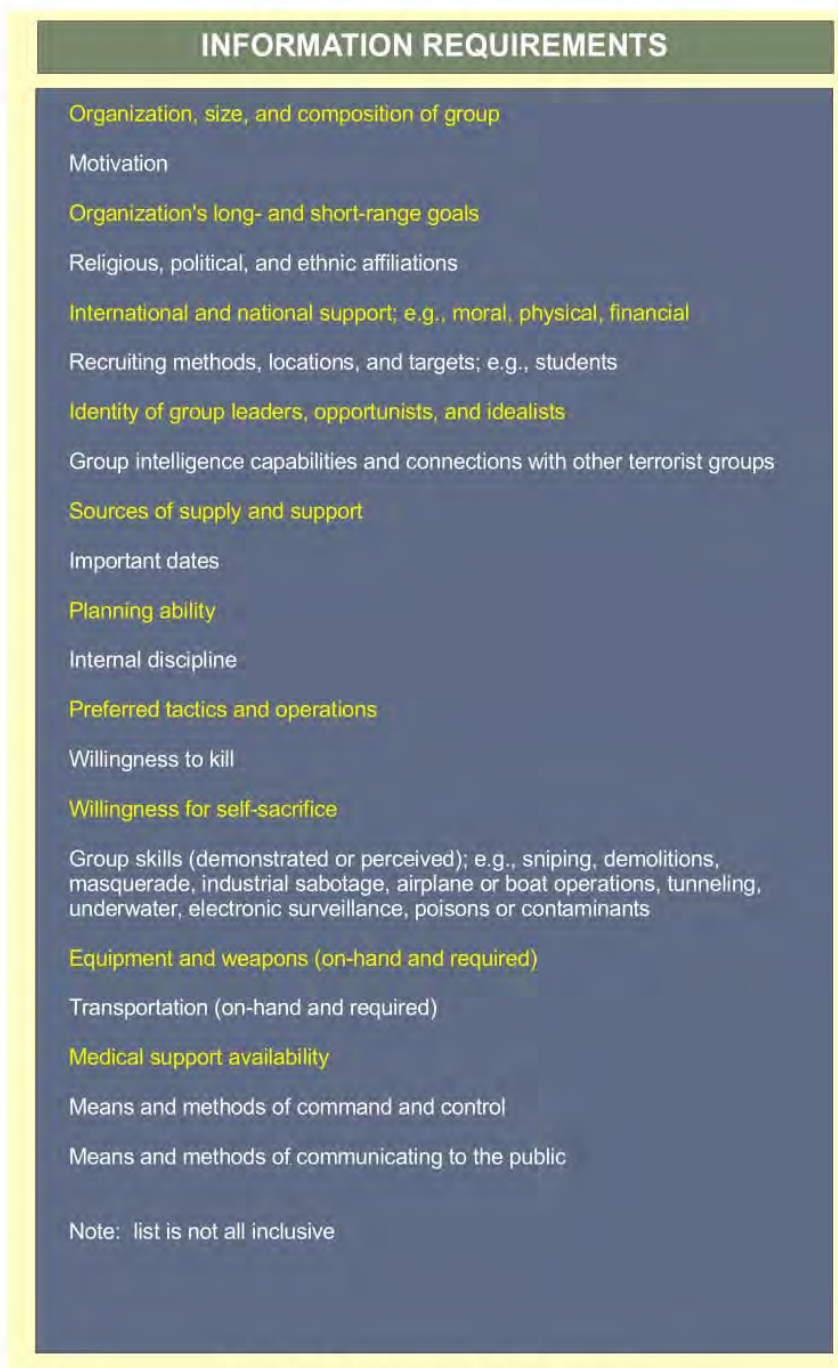 INFORMATION REQUIREMENTS
Organization, size, and composition of group
Motivation
Organization's long- and short-range goals
Religious, political, and ethnic affiliations
International and national support; e.g., moral, physical, financial
Recruiting methods, locations, and targets; e.g., students
Identity of group leaders, opportunists, and idealists
Group intelligence capabilities and connections with other terrorist groups
Sources of supply and support
Important dates
Planning ability
Internal discipline
Preferred tactics and operations
Willingness to kill
Willingness for self-sacrifice
Group skills (demonstrated or perceived); e.g., sniping, demolitions,
masquerade, industrial sabotage, airplane or boat operations, tunneling,
underwater, electronic surveillance, poisons or contaminants
Equipment and weapons (on-hand and required)
Transportation (on-hand and required)
Medical support availability
Means and methods of command and control
Means and methods of communicating to the public
Note:  list is not all inclusive